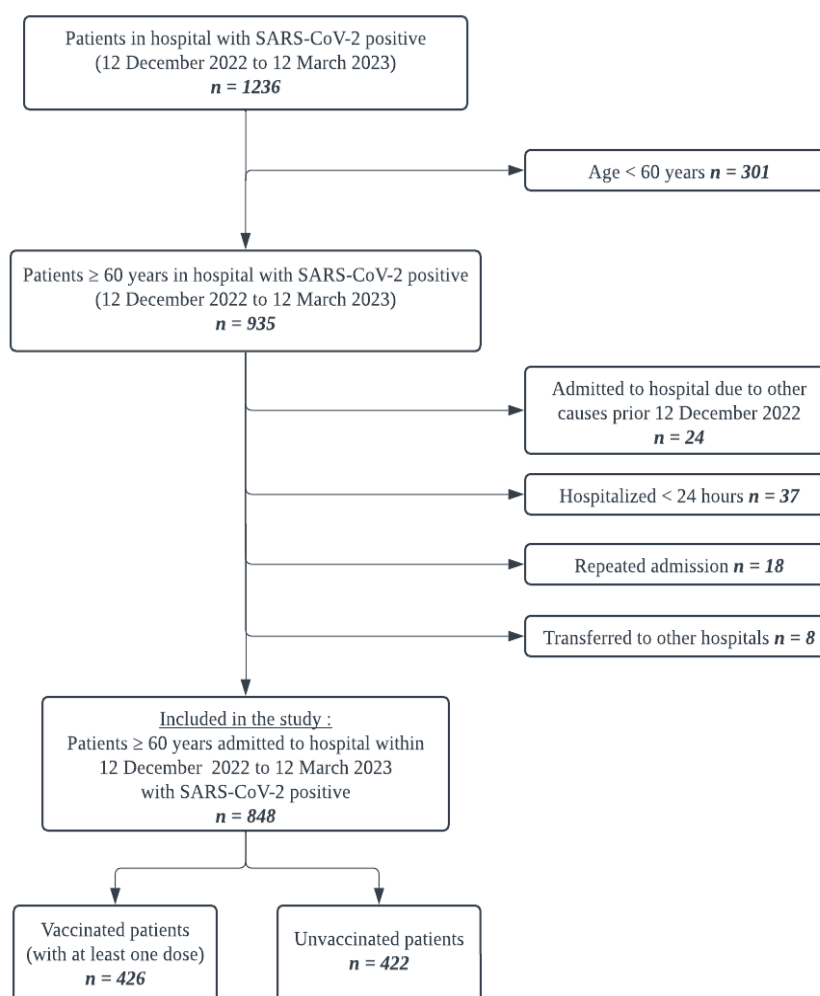 Patients in hospital with SARS-CoV-2 positive
(12 December 2022 to 12 March 2023)
n = 1236
Age < 60 years n = 301
Patients ≥ 60 years in hospital with SARS-CoV-2 positive
(12 December 2022 to 12 March 2023)
n = 935
Admitted to hospital due to other
causes prior 12 December 2022
n = 24
Hospitalized < 24 hours n = 37
Repeated admission n = 18
Transferred to other hospitals n = 8
Included in the study :
Patients ≥ 60 years admitted to hospital within
12 December 2022 to 12 March 2023
with SARS-CoV-2 positive
n = 848
Vaccinated patients
(with at least one dose)
n = 426
Unvaccinated patients
n = 422